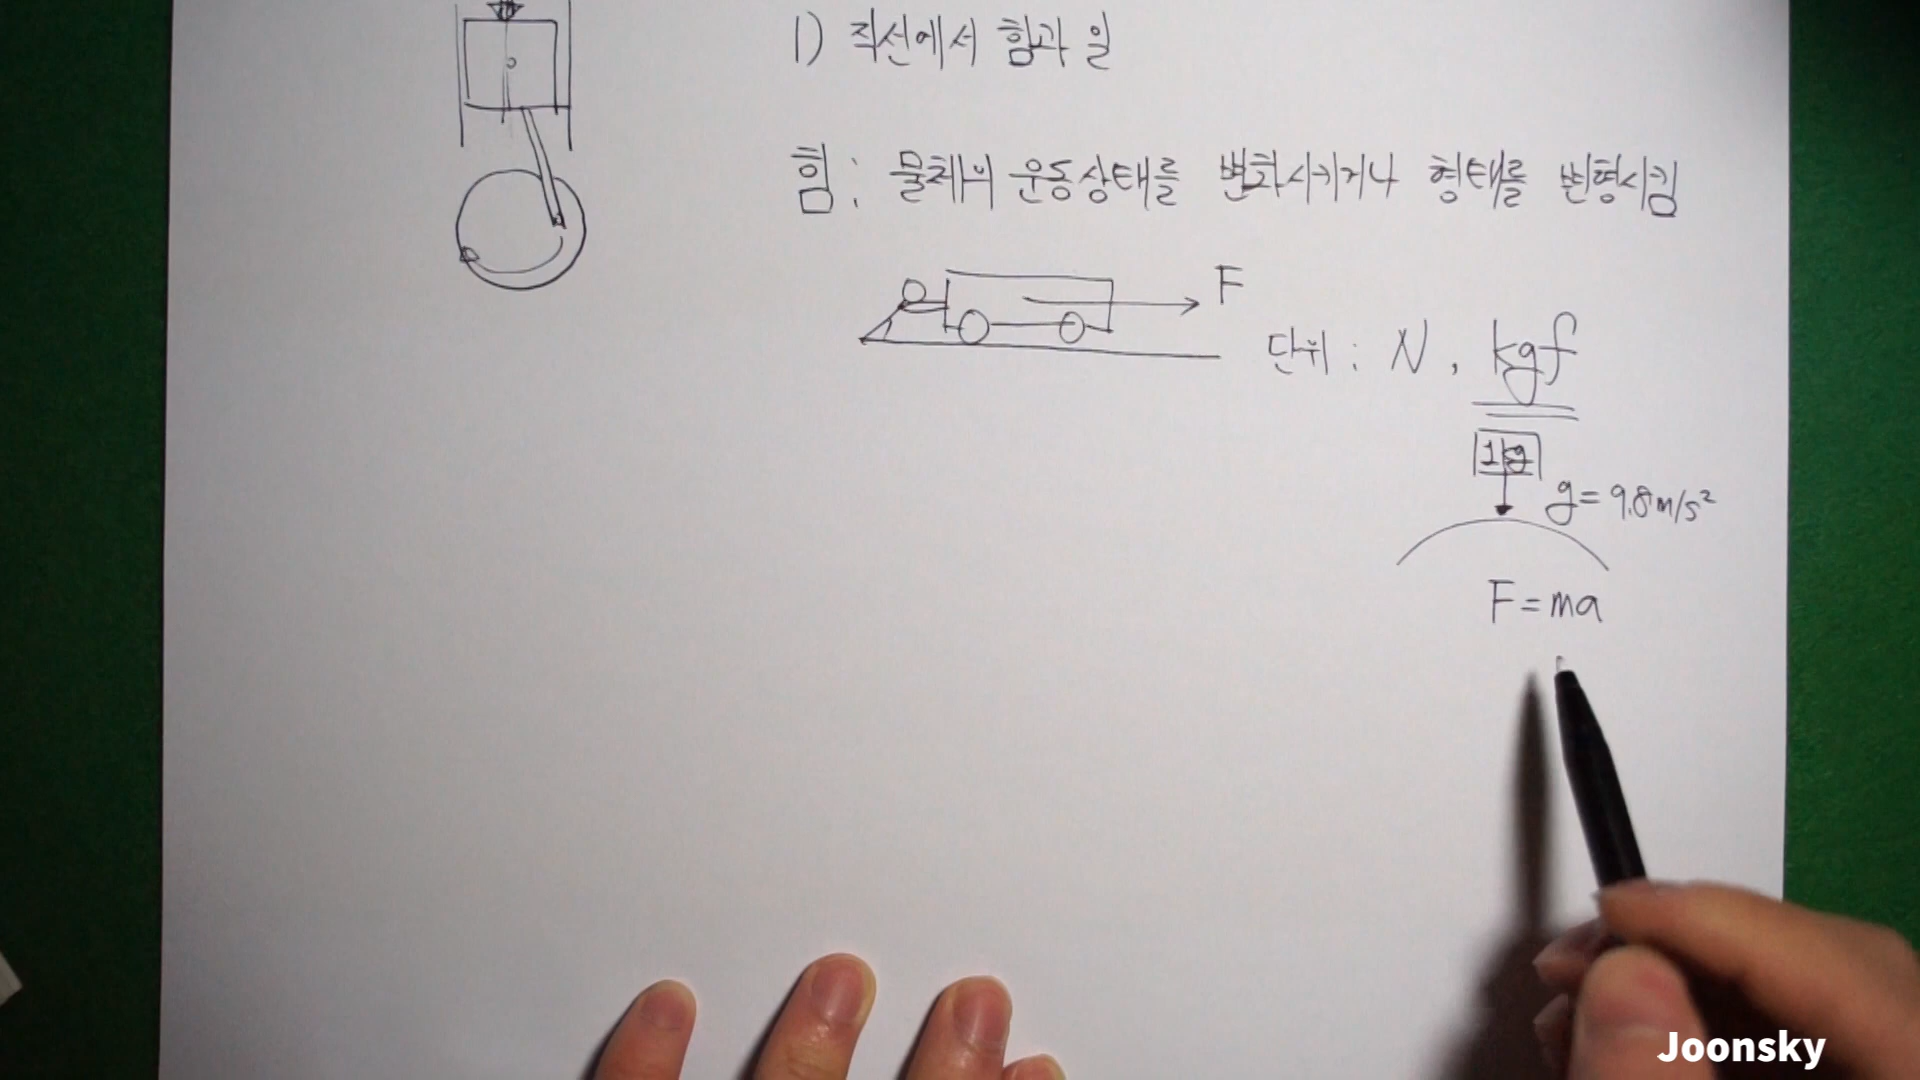 1) 직선에서 힘과 일
힘 : 물체의 운동상태를 변화시키거나 형태를 변형시킴
F
단위 : N , kgf
1kg
g = 9.8m/s²
F = ma
Joonsky